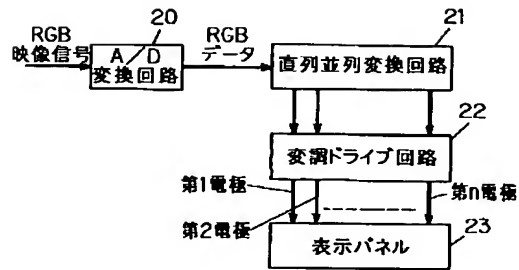 20
21
RGB
映像信号
A/D
変換回路
RGB
データ
直列並列変換回路
22
変調ドライブ回路
第1電極
第2電極
第n電極
23
表示パネル